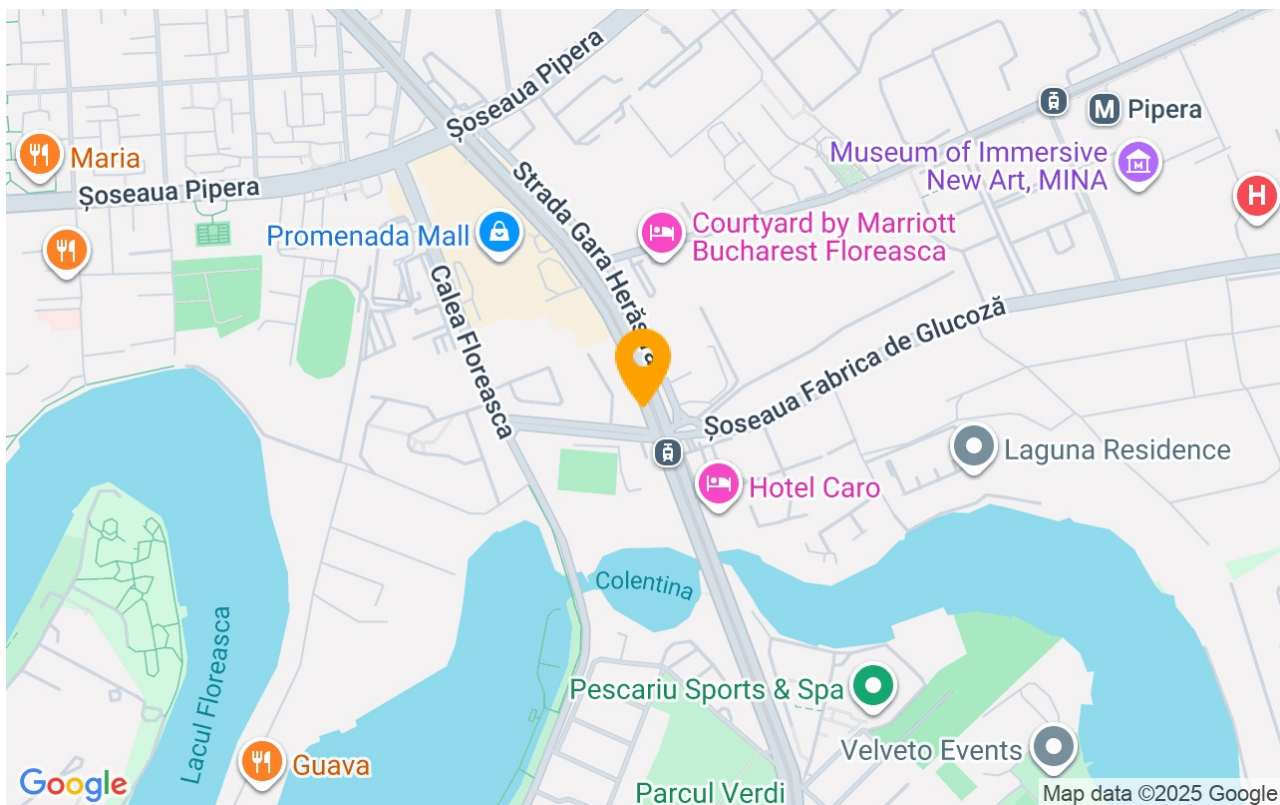 Șoseaua Pipera
Pipera
Maria
Museum of Immersive
New Art, MINA
Șoseaua Pipera
Strada Gara Herăs
Promenada Mall
Courtyard by Marriott
Bucharest Floreasca
H
Calea Floreasca
Șoseaua Fabrica de Glucoză
Laguna Residence
Hotel Caro
Colentina
Lacul Floreasca
Pescariu Sports & Spa
Velveto Events
Guava
Parcul Verdi
Google
Map data ©2025 Google